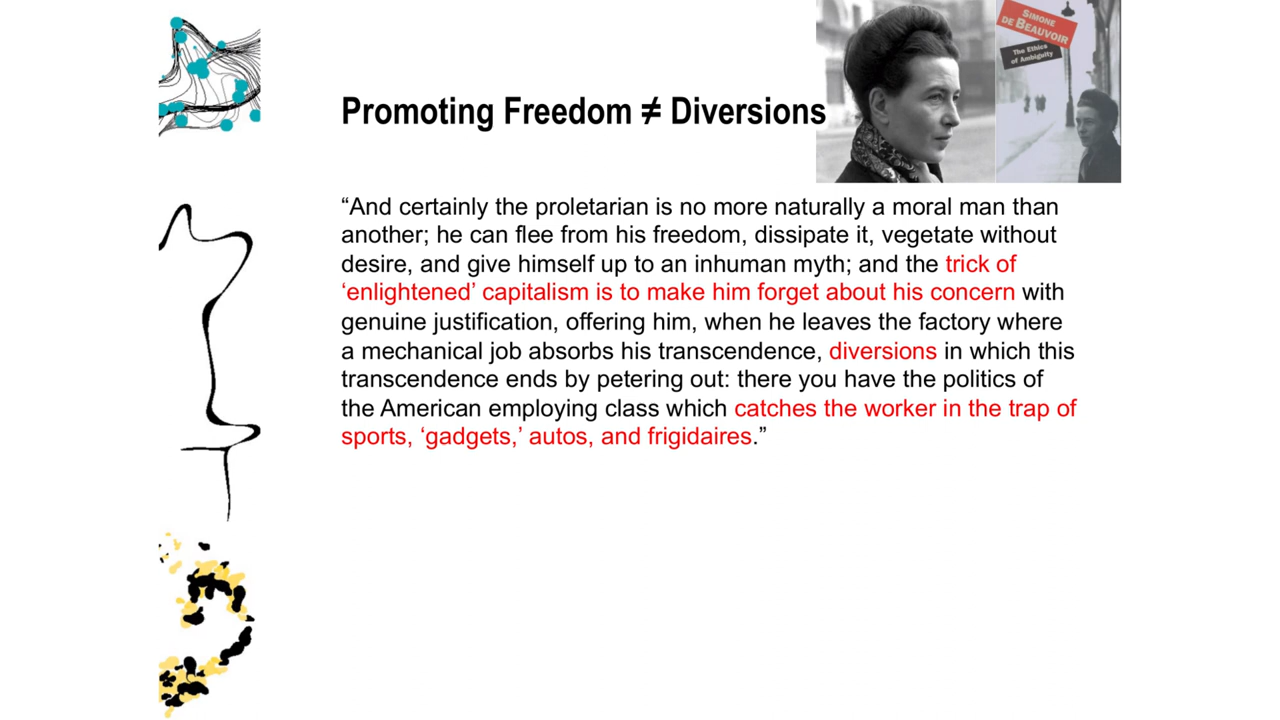 Promoting Freedom ≠ Diversions
SIMONE
DE BEAUVOIR
The Ethics
of Ambiguity
“And certainly the proletarian is no more naturally a moral man than
another; he can flee from his freedom, dissipate it, vegetate without
desire, and give himself up to an inhuman myth; and the trick of
‘enlightened’ capitalism is to make him forget about his concern with
genuine justification, offering him, when he leaves the factory where
a mechanical job absorbs his transcendence, diversions in which this
transcendence ends by petering out: there you have the politics of
the American employing class which catches the worker in the trap of
sports, ‘gadgets,’ autos, and frigidaires.”